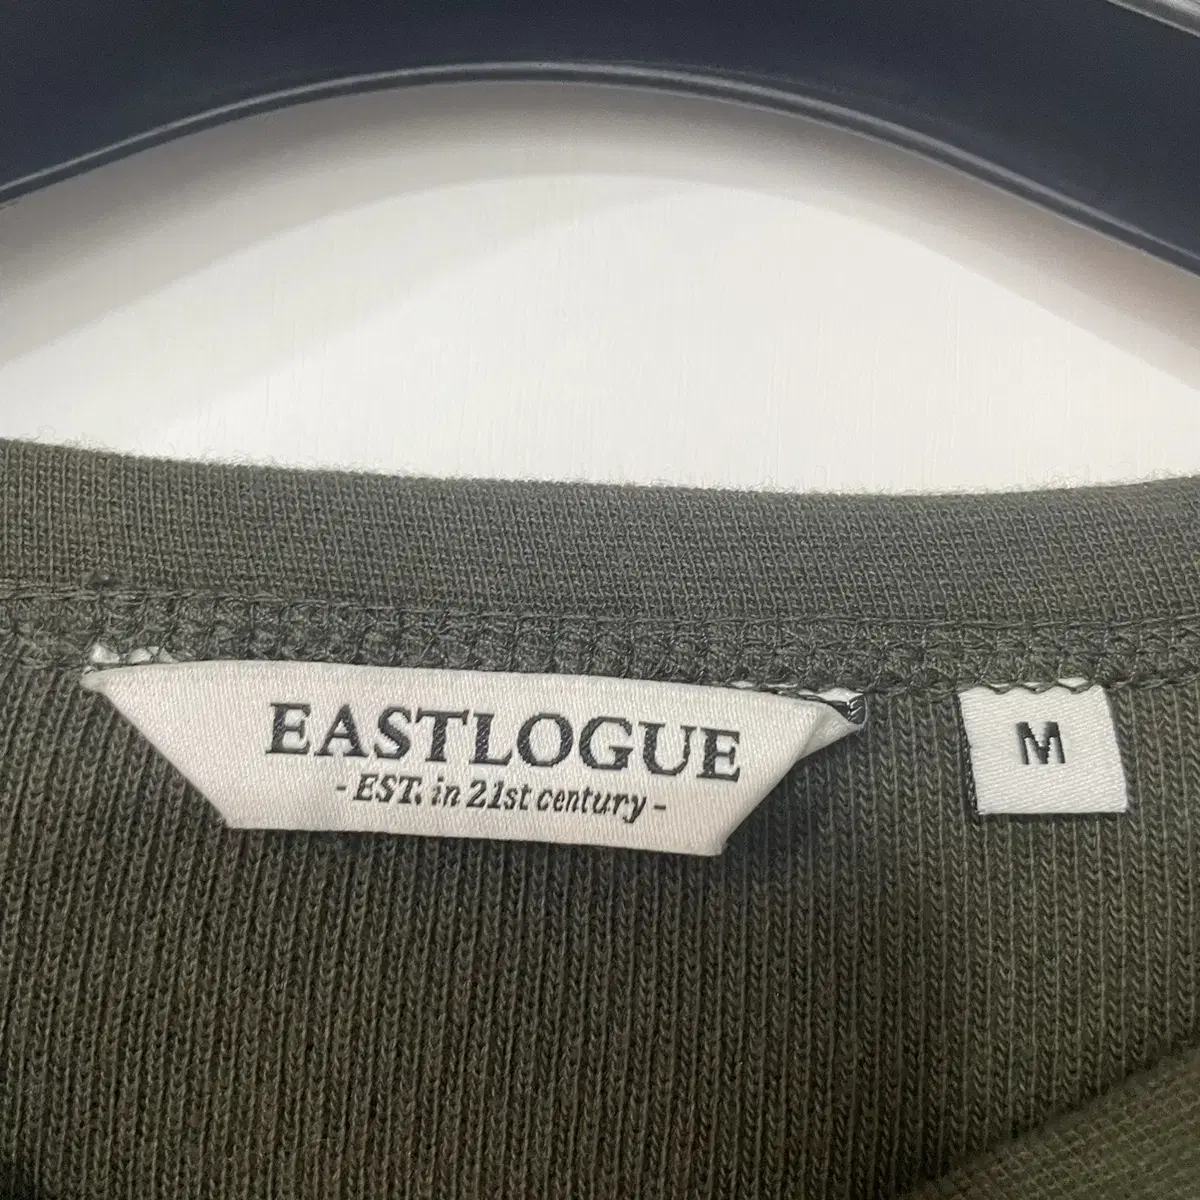 EASTLOGUE
- EST. in 21st century -
M